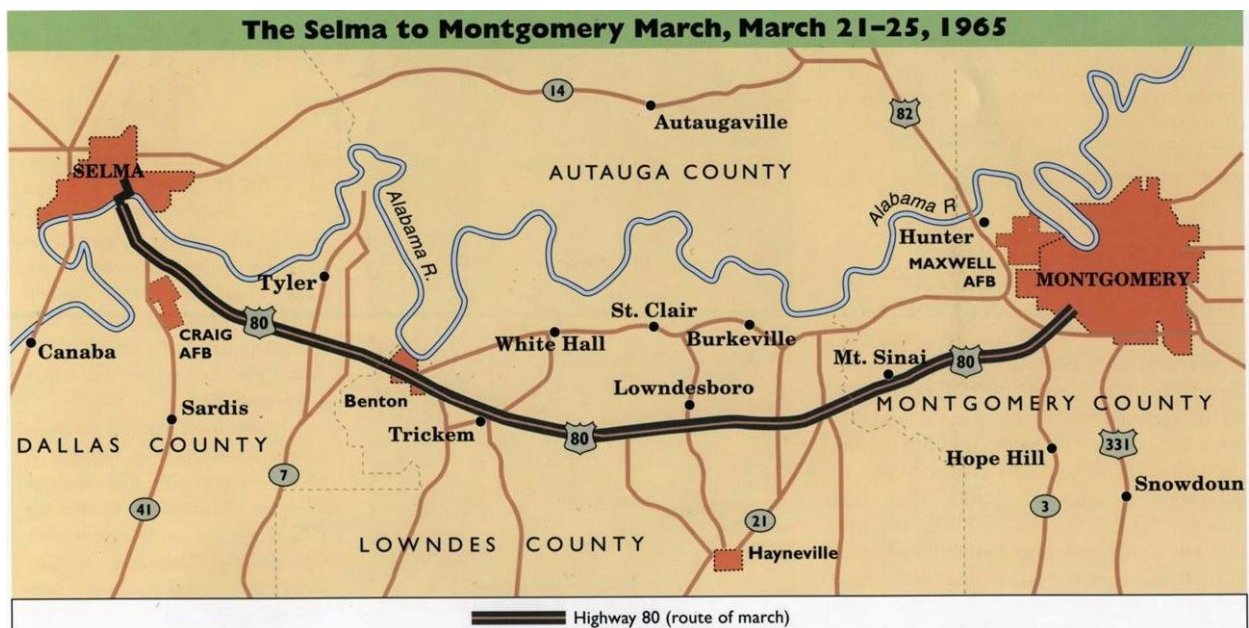 The Selma to Montgomery March, March 21–25, 1965
14
Autaugaville
82
SELMA
AUTAUGA COUNTY
Alabama R.
Alabama R
Hunter
MAXWELL
AFB
MONTGOMERY
Tyler
80
CRAIG
AFB
Canaba
St. Clair
White Hall
Burkeville
Mt. Sinai
80
Benton
Lowndesboro
MONTGOMERY COUNTY
Sardis
Trickem
80
DALLAS COUNTY
Hope Hill
331
Snowdoun
7
41
21
3
LOWNDES COUNTY
Hayneville
Highway 80 (route of march)